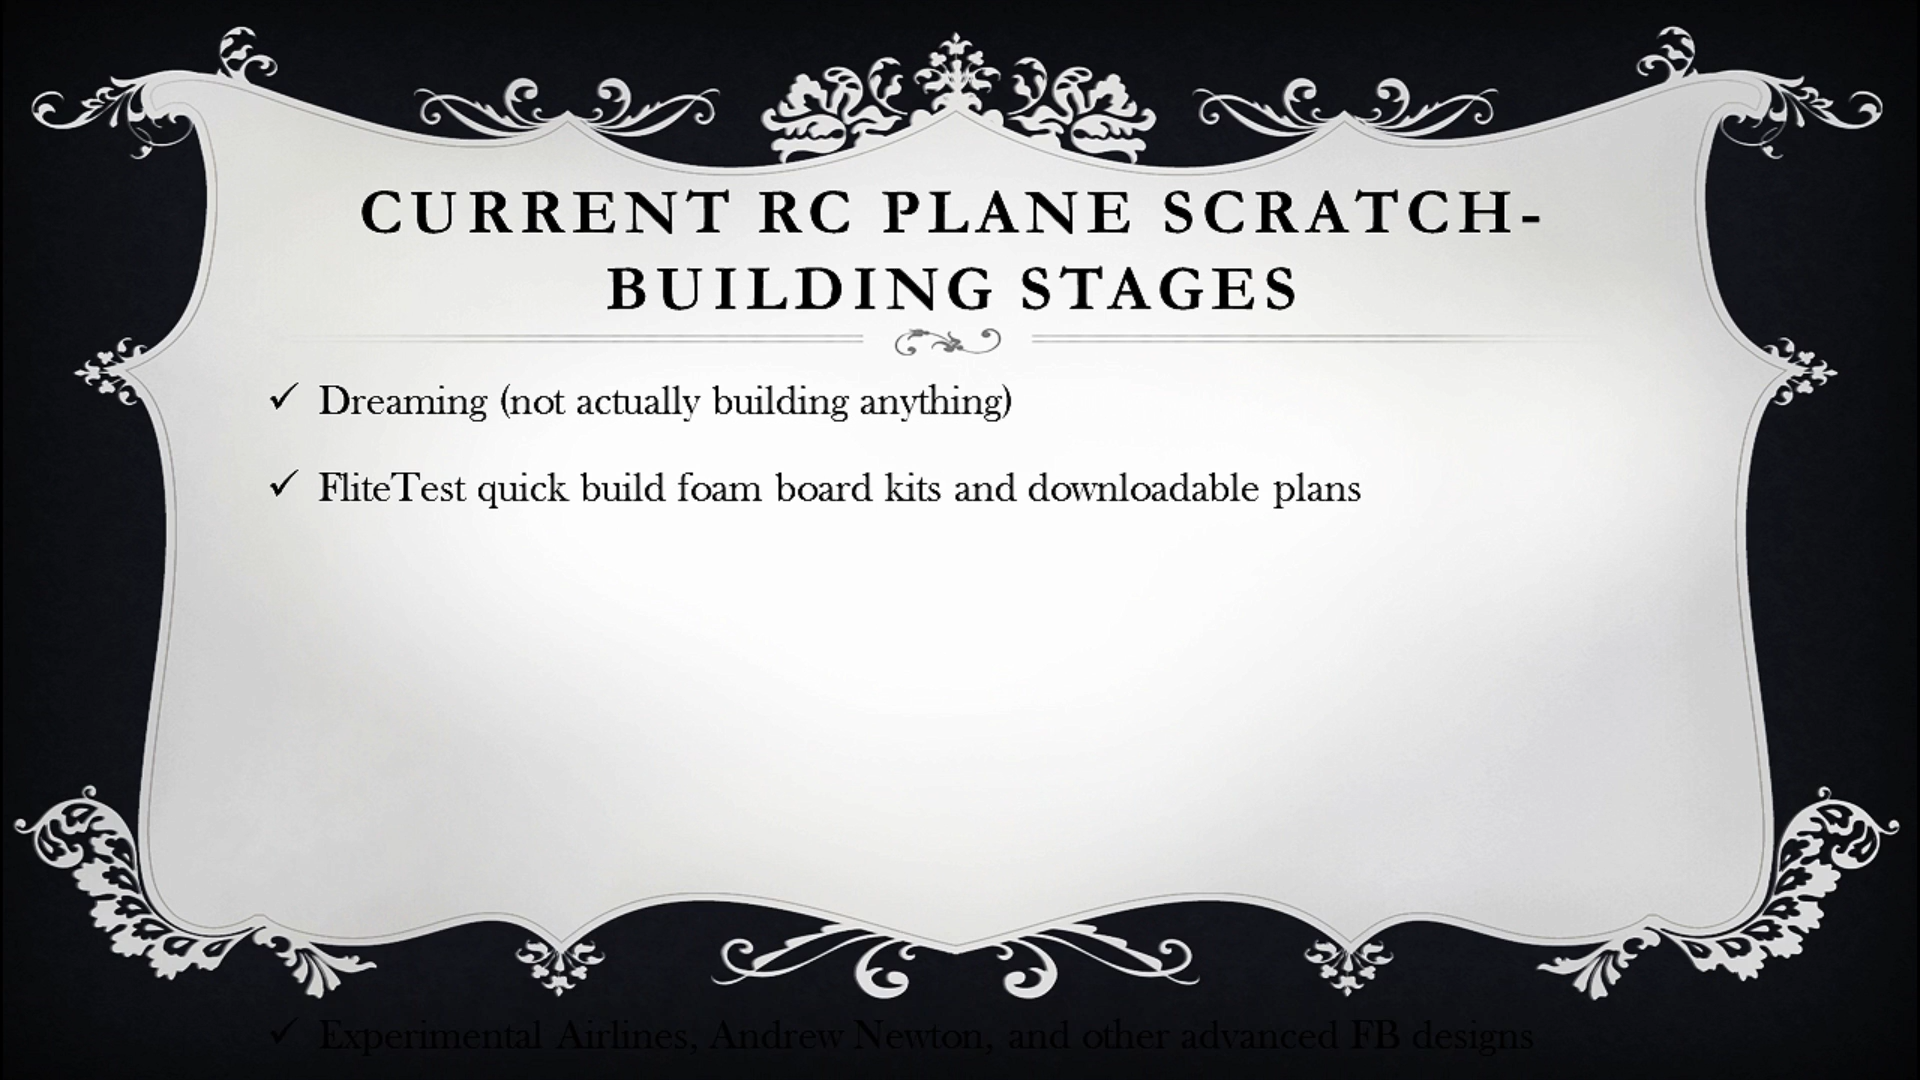 CURRENT RC PLANE SCRATCH-
BUILDING STAGES
✓ Dreaming (not actually building anything)
✓ FliteTest quick build foam board kits and downloadable plans
✓ Experimental Airlines, Andrew Newton, and other advanced FB designs